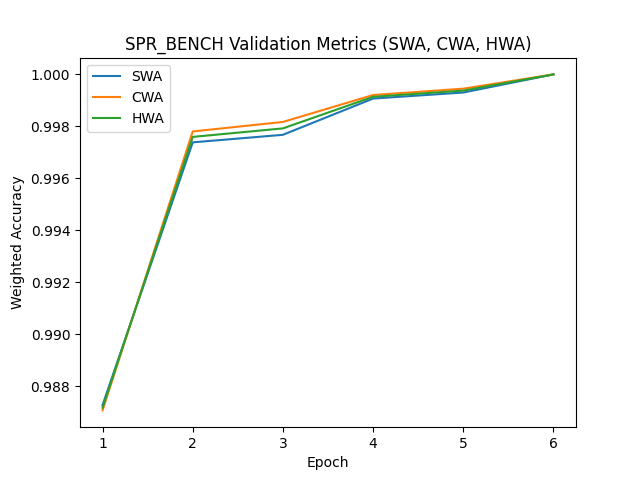 SPR_BENCH Validation Metrics (SWA, CWA, HWA)
SWA
CWA
HWA
Weighted Accuracy
1.000
0.998
0.996
0.994
0.992
0.990
0.988
1 2 3 4 5 6
Epoch